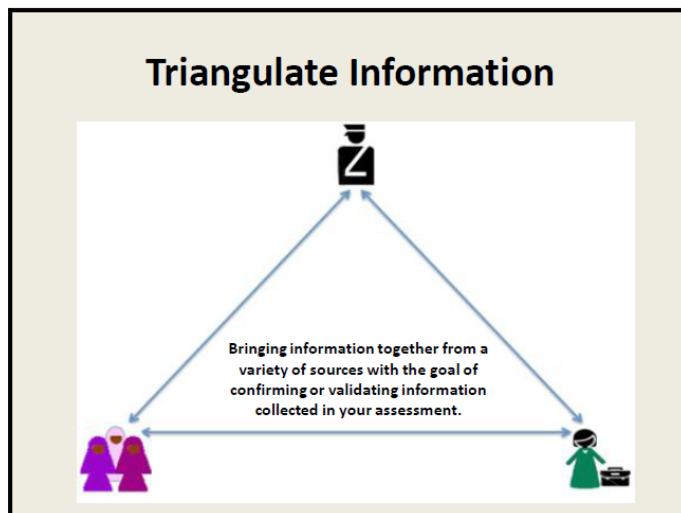 Triangulate Information
Bringing information together from a
variety of sources with the goal of
confirming or validating information
collected in your assessment.